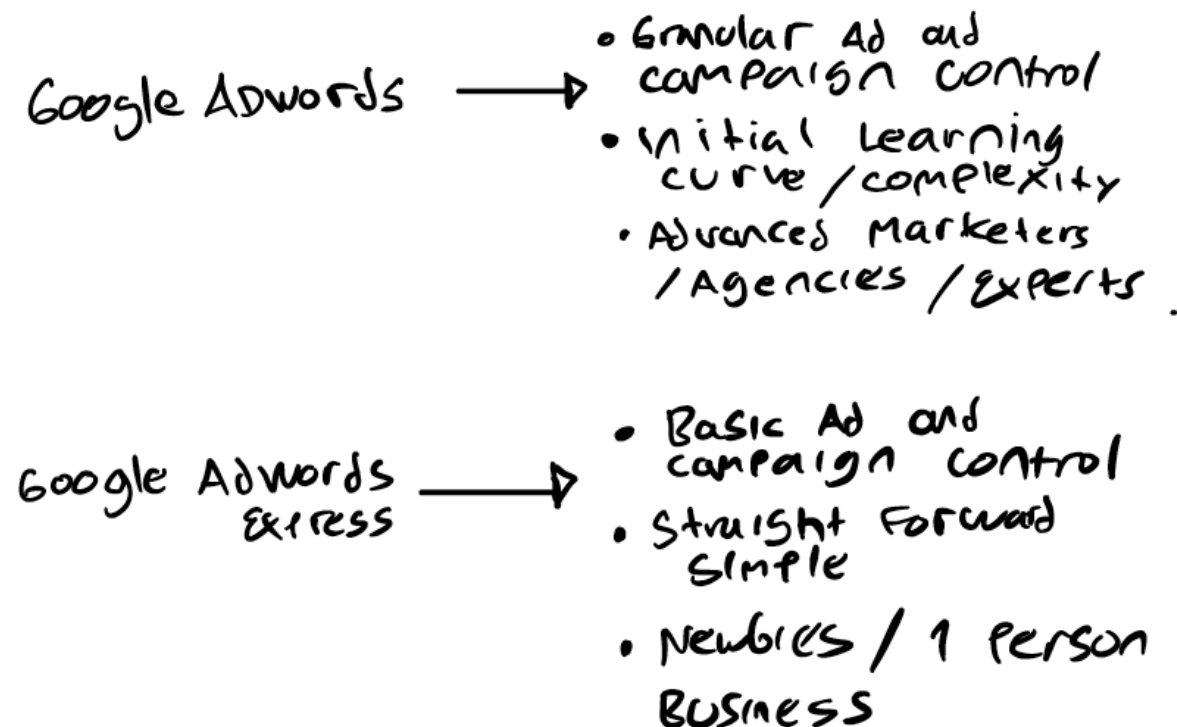 • Granular Ad and
campaign control
Google Adwords
• initial Learning
curve / complexity
• Advanced Marketers
/ Agencies / Experts
• Basic Ad and
campaign control
Google Adwords
Express
• Straight Forward
simple
• Newbies / 1 Person
Business